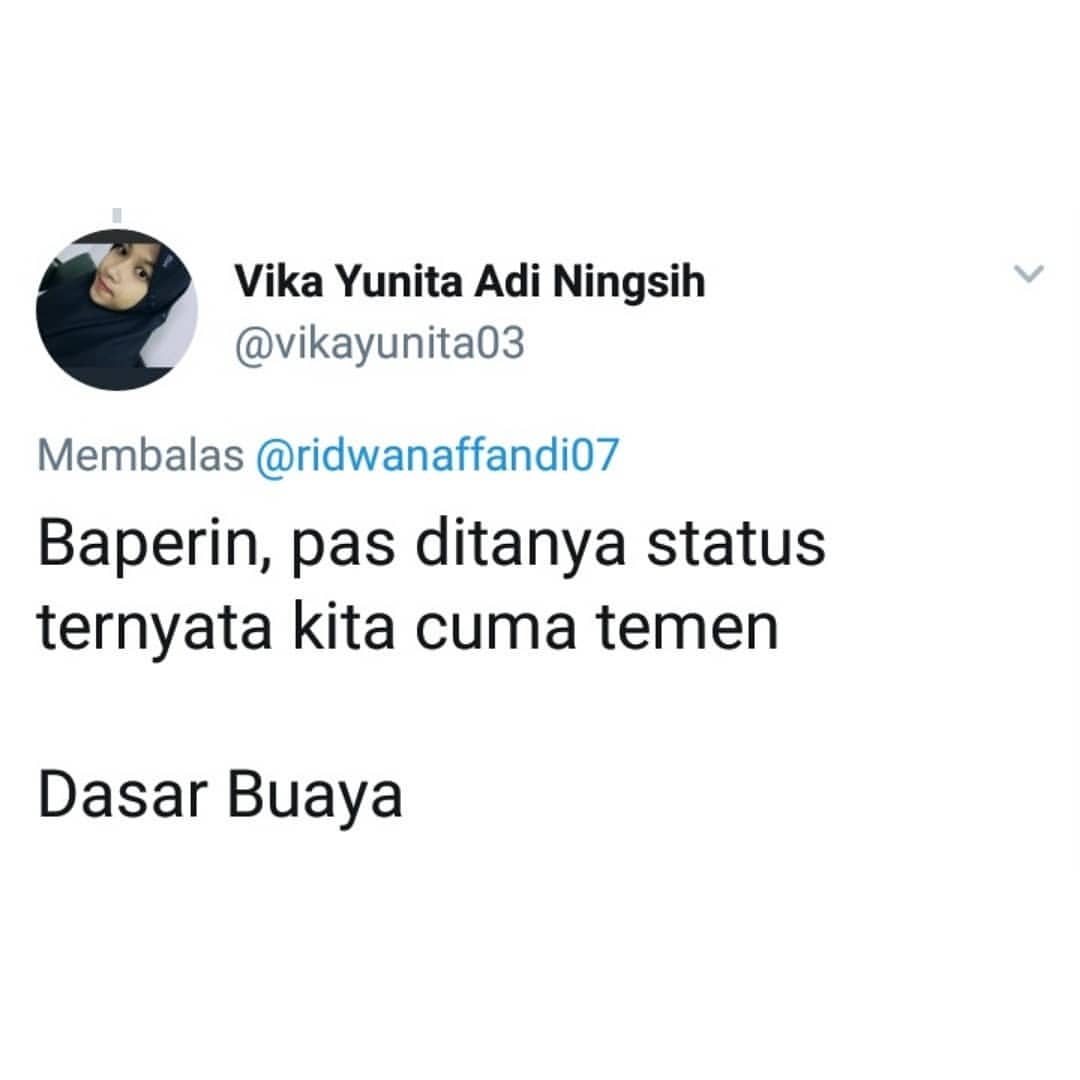 Vika Yunita Adi Ningsih
@vikayunita03
Membalas @ridwanaffandi07
Baperin, pas ditanya status
ternyata kita cuma temen
Dasar Buaya